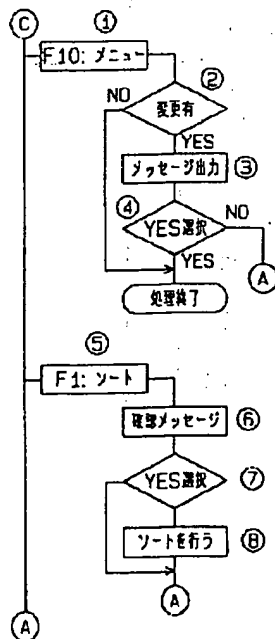 C
①
F10: メニュー
②
NO
変更有
YES
メッセージ出力
③
④
NO
YES選択
YES
A
処理終了
⑤
F1: ソート
確認メッセージ
⑥
YES選択
⑦
ソートを行う
⑧
A
A